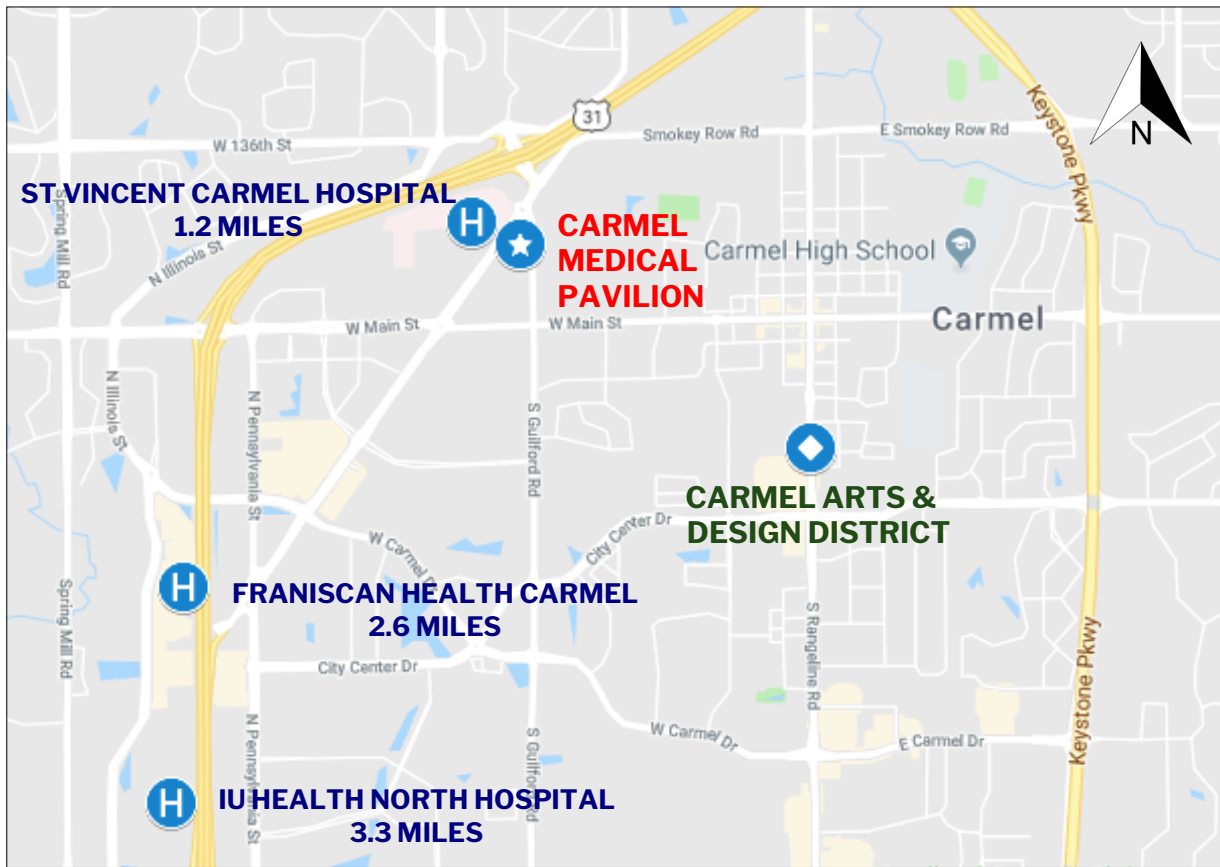 31
Keystone Pkwy
N
W 136th St
Smokey Row Rd
E Smokey Row Rd
ST VINCENT CARMEL HOSPITAL
1.2 MILES
Spring Mill Rd
N Illinois St
H
CARMEL
MEDICAL
PAVILION
Carmel High School
W Main St
W Main St
Carmel
N Illinois St
N Pennsylvania St
S Guilford Rd
CARMEL ARTS &
DESIGN DISTRICT
City Center Dr
W Carmel Dr
H
FRANISCAN HEALTH CARMEL
2.6 MILES
Spring Mill Rd
City Center Dr
S Rangeline Rd
Keystone Pkwy
N Pennsylvania St
S Guilford Rd
W Carmel Dr
E Carmel Dr
H
IU HEALTH NORTH HOSPITAL
3.3 MILES